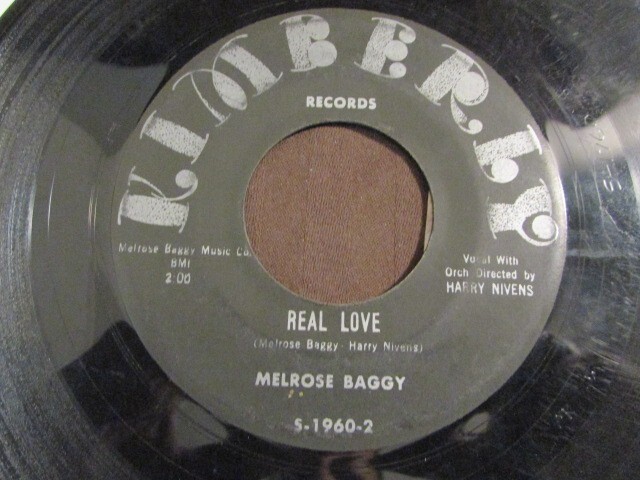 KIMBERLY
RECORDS
Melrose Baggy Music Co.
BMI
2:00
Vocal With
Orch Directed by
HARRY NIVENS
REAL LOVE
(Melrose Baggy - Harry Nivens)
MELROSE BAGGY
S-1960-2